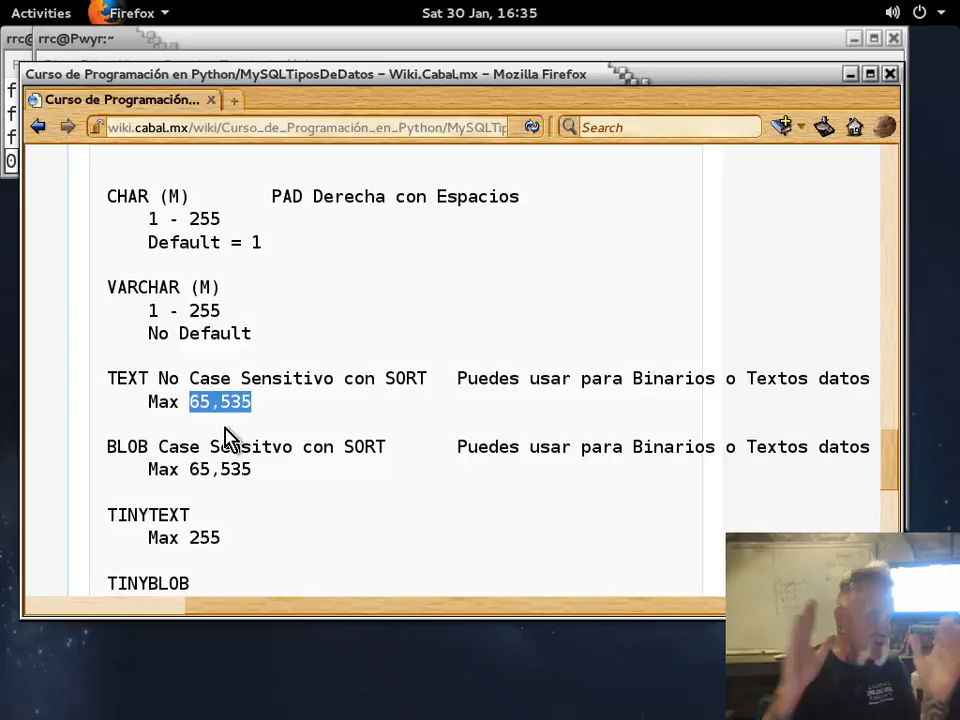 Activities Firefox Sat 30 Jan, 16:35
rrc@ rrc@Pwyr:~
Curso de Programación en Python/MySQLTiposDeDatos – Wiki.Cabal.mx – Mozilla Firefox
Curso de Programación...
wiki.cabal.mx/wiki/Curso_de_Programación_en_Python/MySQLTip Search
CHAR (M) PAD Derecha con Espacios
1 - 255
Default = 1
VARCHAR (M)
1 - 255
No Default
TEXT No Case Sensitivo con SORT Puedes usar para Binarios o Textos datos
Max 65,535
BLOB Case Sensitvo con SORT Puedes usar para Binarios o Textos datos
Max 65,535
TINYTEXT
Max 255
TINYBLOB